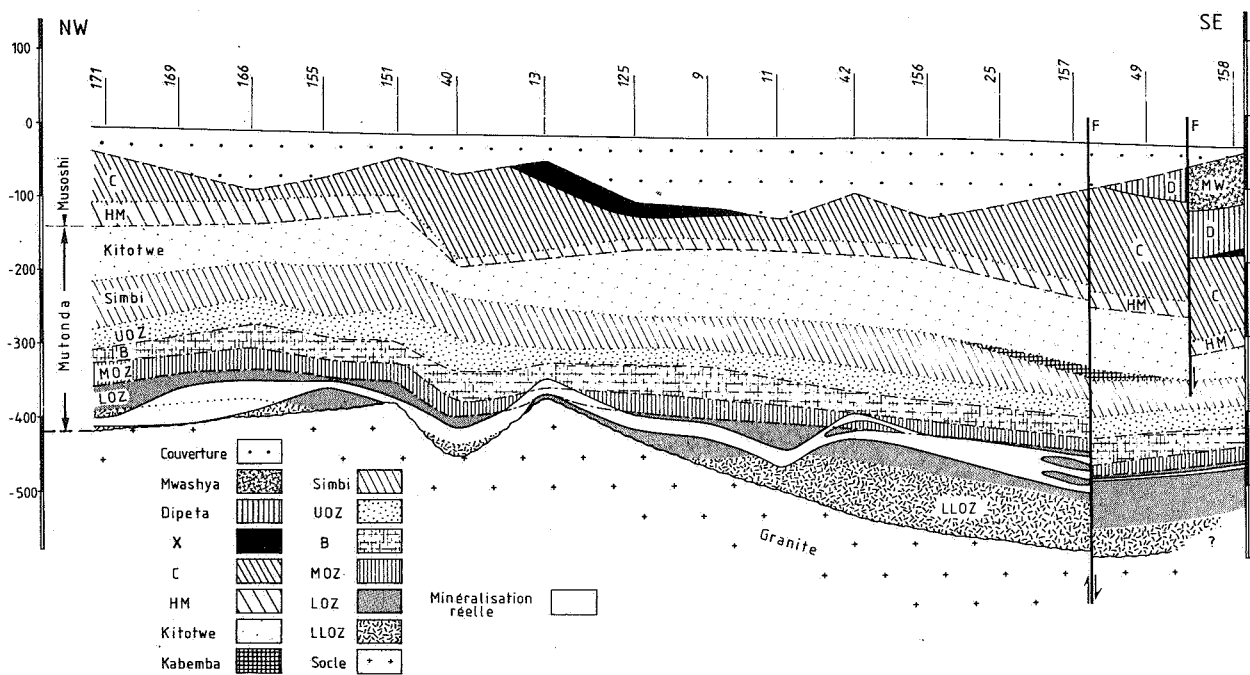 NW
SE
171 169 166 155 151 40 13 125 9 11 42 156 25 157 49 158
100
0
-100
-200
-300
-400
-500
Musoshi
Mutonda
F
F
C
HM
Kitotwe
Simbi
UOZ
B
MOZ
LOZ
D
MW
D
C
HM
C
HM
LLOZ
?
Granite
Couverture
Mwashya
Dipeta
X
C
HM
Kitotwe
Kabemba
Simbi
UOZ
B
MOZ
LOZ
LLOZ
Socle
Minéralisation
réelle